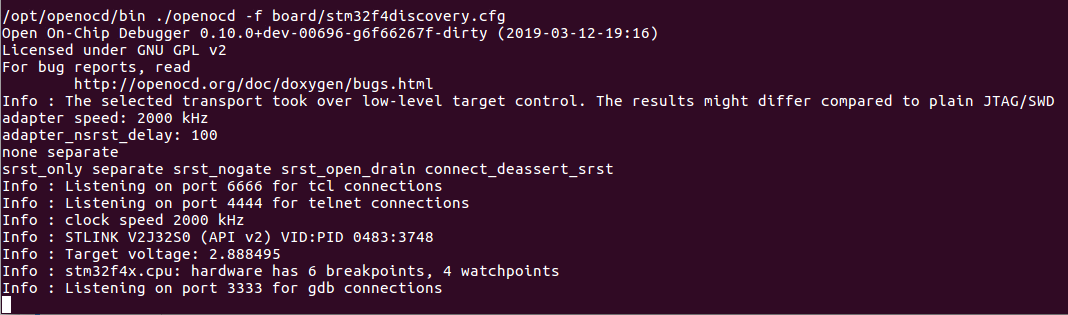 /opt/openocd/bin ./openocd -f board/stm32f4discovery.cfg
Open On-Chip Debugger 0.10.0+dev-00696-g6f66267f-dirty (2019-03-12-19:16)
Licensed under GNU GPL v2
For bug reports, read
        http://openocd.org/doc/doxygen/bugs.html
Info : The selected transport took over low-level target control. The results might differ compared to plain JTAG/SWD
adapter speed: 2000 kHz
adapter_nsrst_delay: 100
none separate
srst_only separate srst_nogate srst_open_drain connect_deassert_srst
Info : Listening on port 6666 for tcl connections
Info : Listening on port 4444 for telnet connections
Info : clock speed 2000 kHz
Info : STLINK V2J32S0 (API v2) VID:PID 0483:3748
Info : Target voltage: 2.888495
Info : stm32f4x.cpu: hardware has 6 breakpoints, 4 watchpoints
Info : Listening on port 3333 for gdb connections